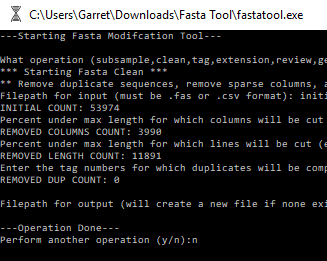 C:\Users\Garret\Downloads\Fasta Tool\fastatool.exe
---Starting Fasta Modifcation Tool---
What operation (subsample,clean,tag,extension,review,ge
*** Starting Fasta Clean ***
** Remove duplicate sequences, remove sparse columns, a
Filepath for input (must be .fas or .csv format): initi
INITIAL COUNT: 53974
Percent under max length for which columns will be cut
REMOVED COLUMNS COUNT: 3990
Percent under max length for which lines will be cut (e
REMOVED LENGTH COUNT: 11891
Enter the tag numbers for which duplicates will be comp
REMOVED DUP COUNT: 0
Filepath for output (will create a new file if none exi
---Operation Done---
Perform another operation (y/n):n